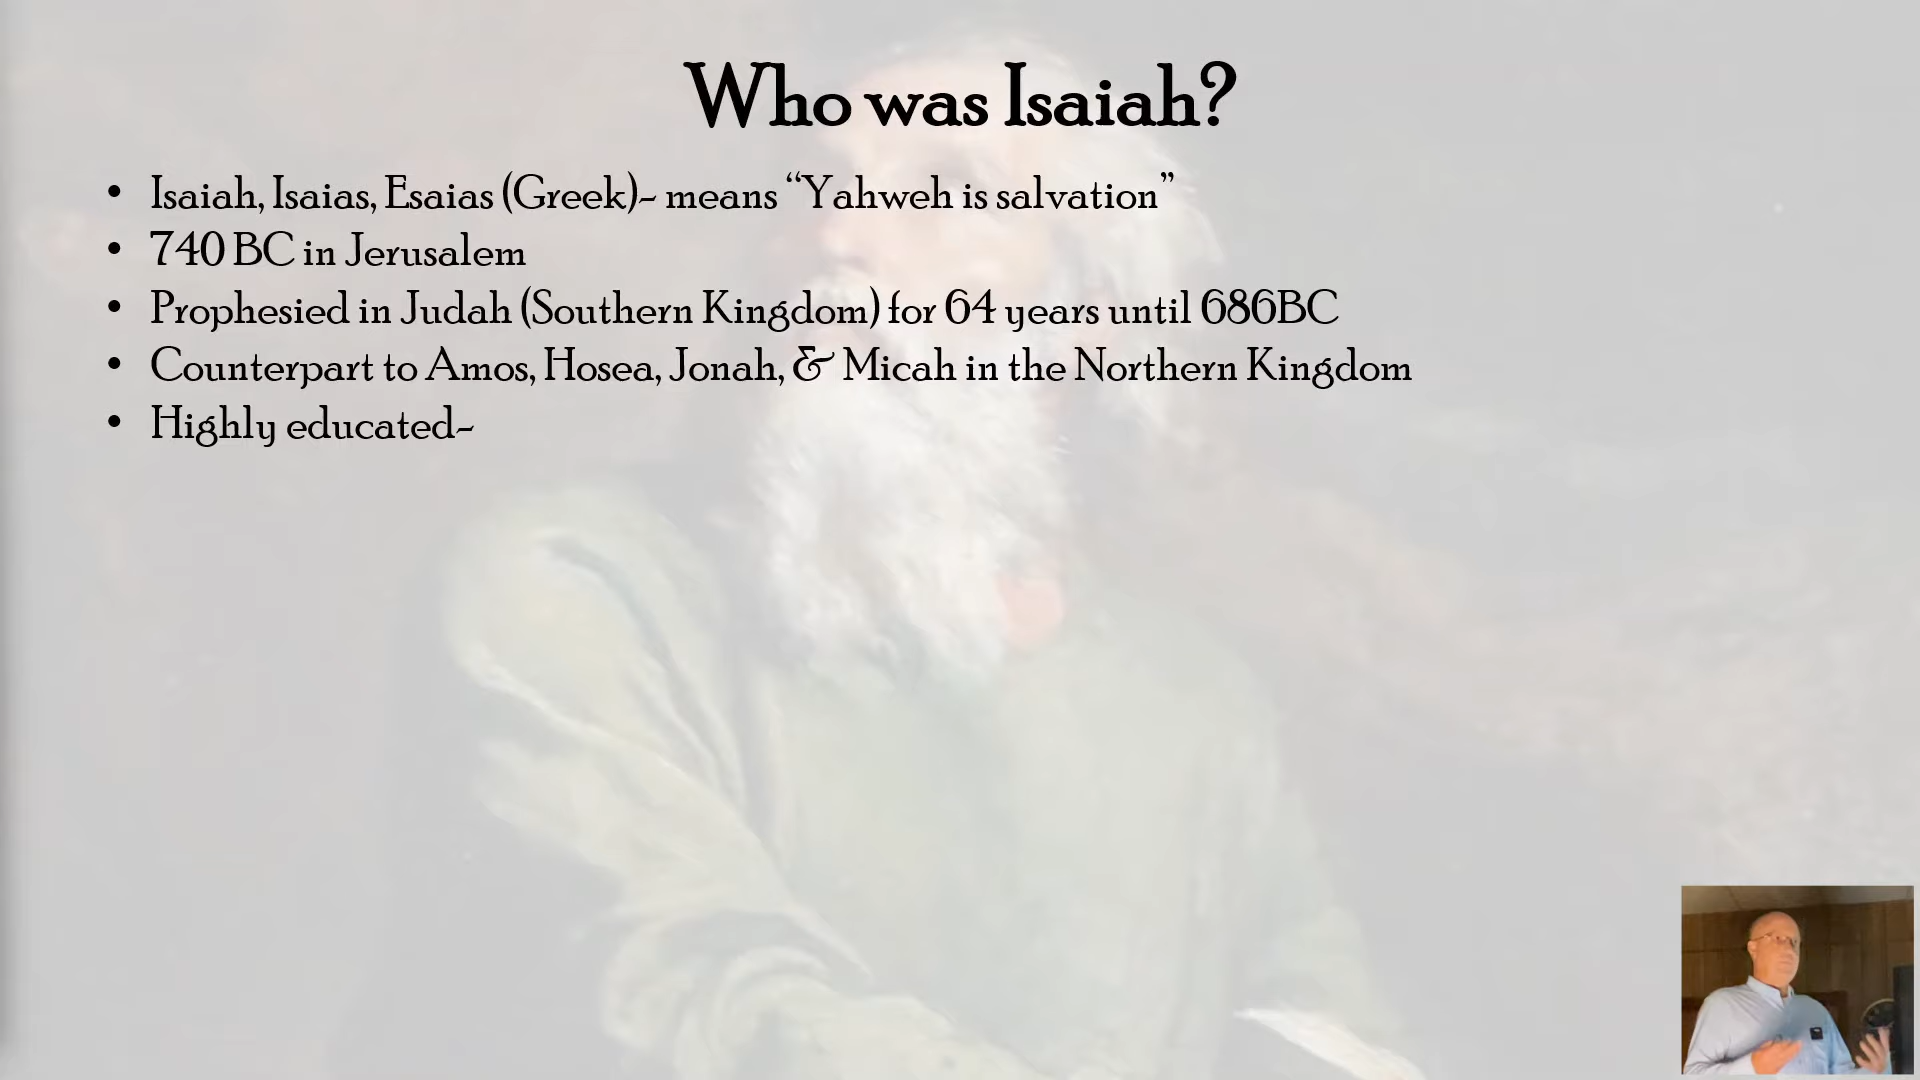 Who was Isaiah?
• Isaiah, Isaias, Esaias (Greek)- means “Yahweh is salvation”
• 740 BC in Jerusalem
• Prophesied in Judah (Southern Kingdom) for 64 years until 686BC
• Counterpart to Amos, Hosea, Jonah, & Micah in the Northern Kingdom
• Highly educated-